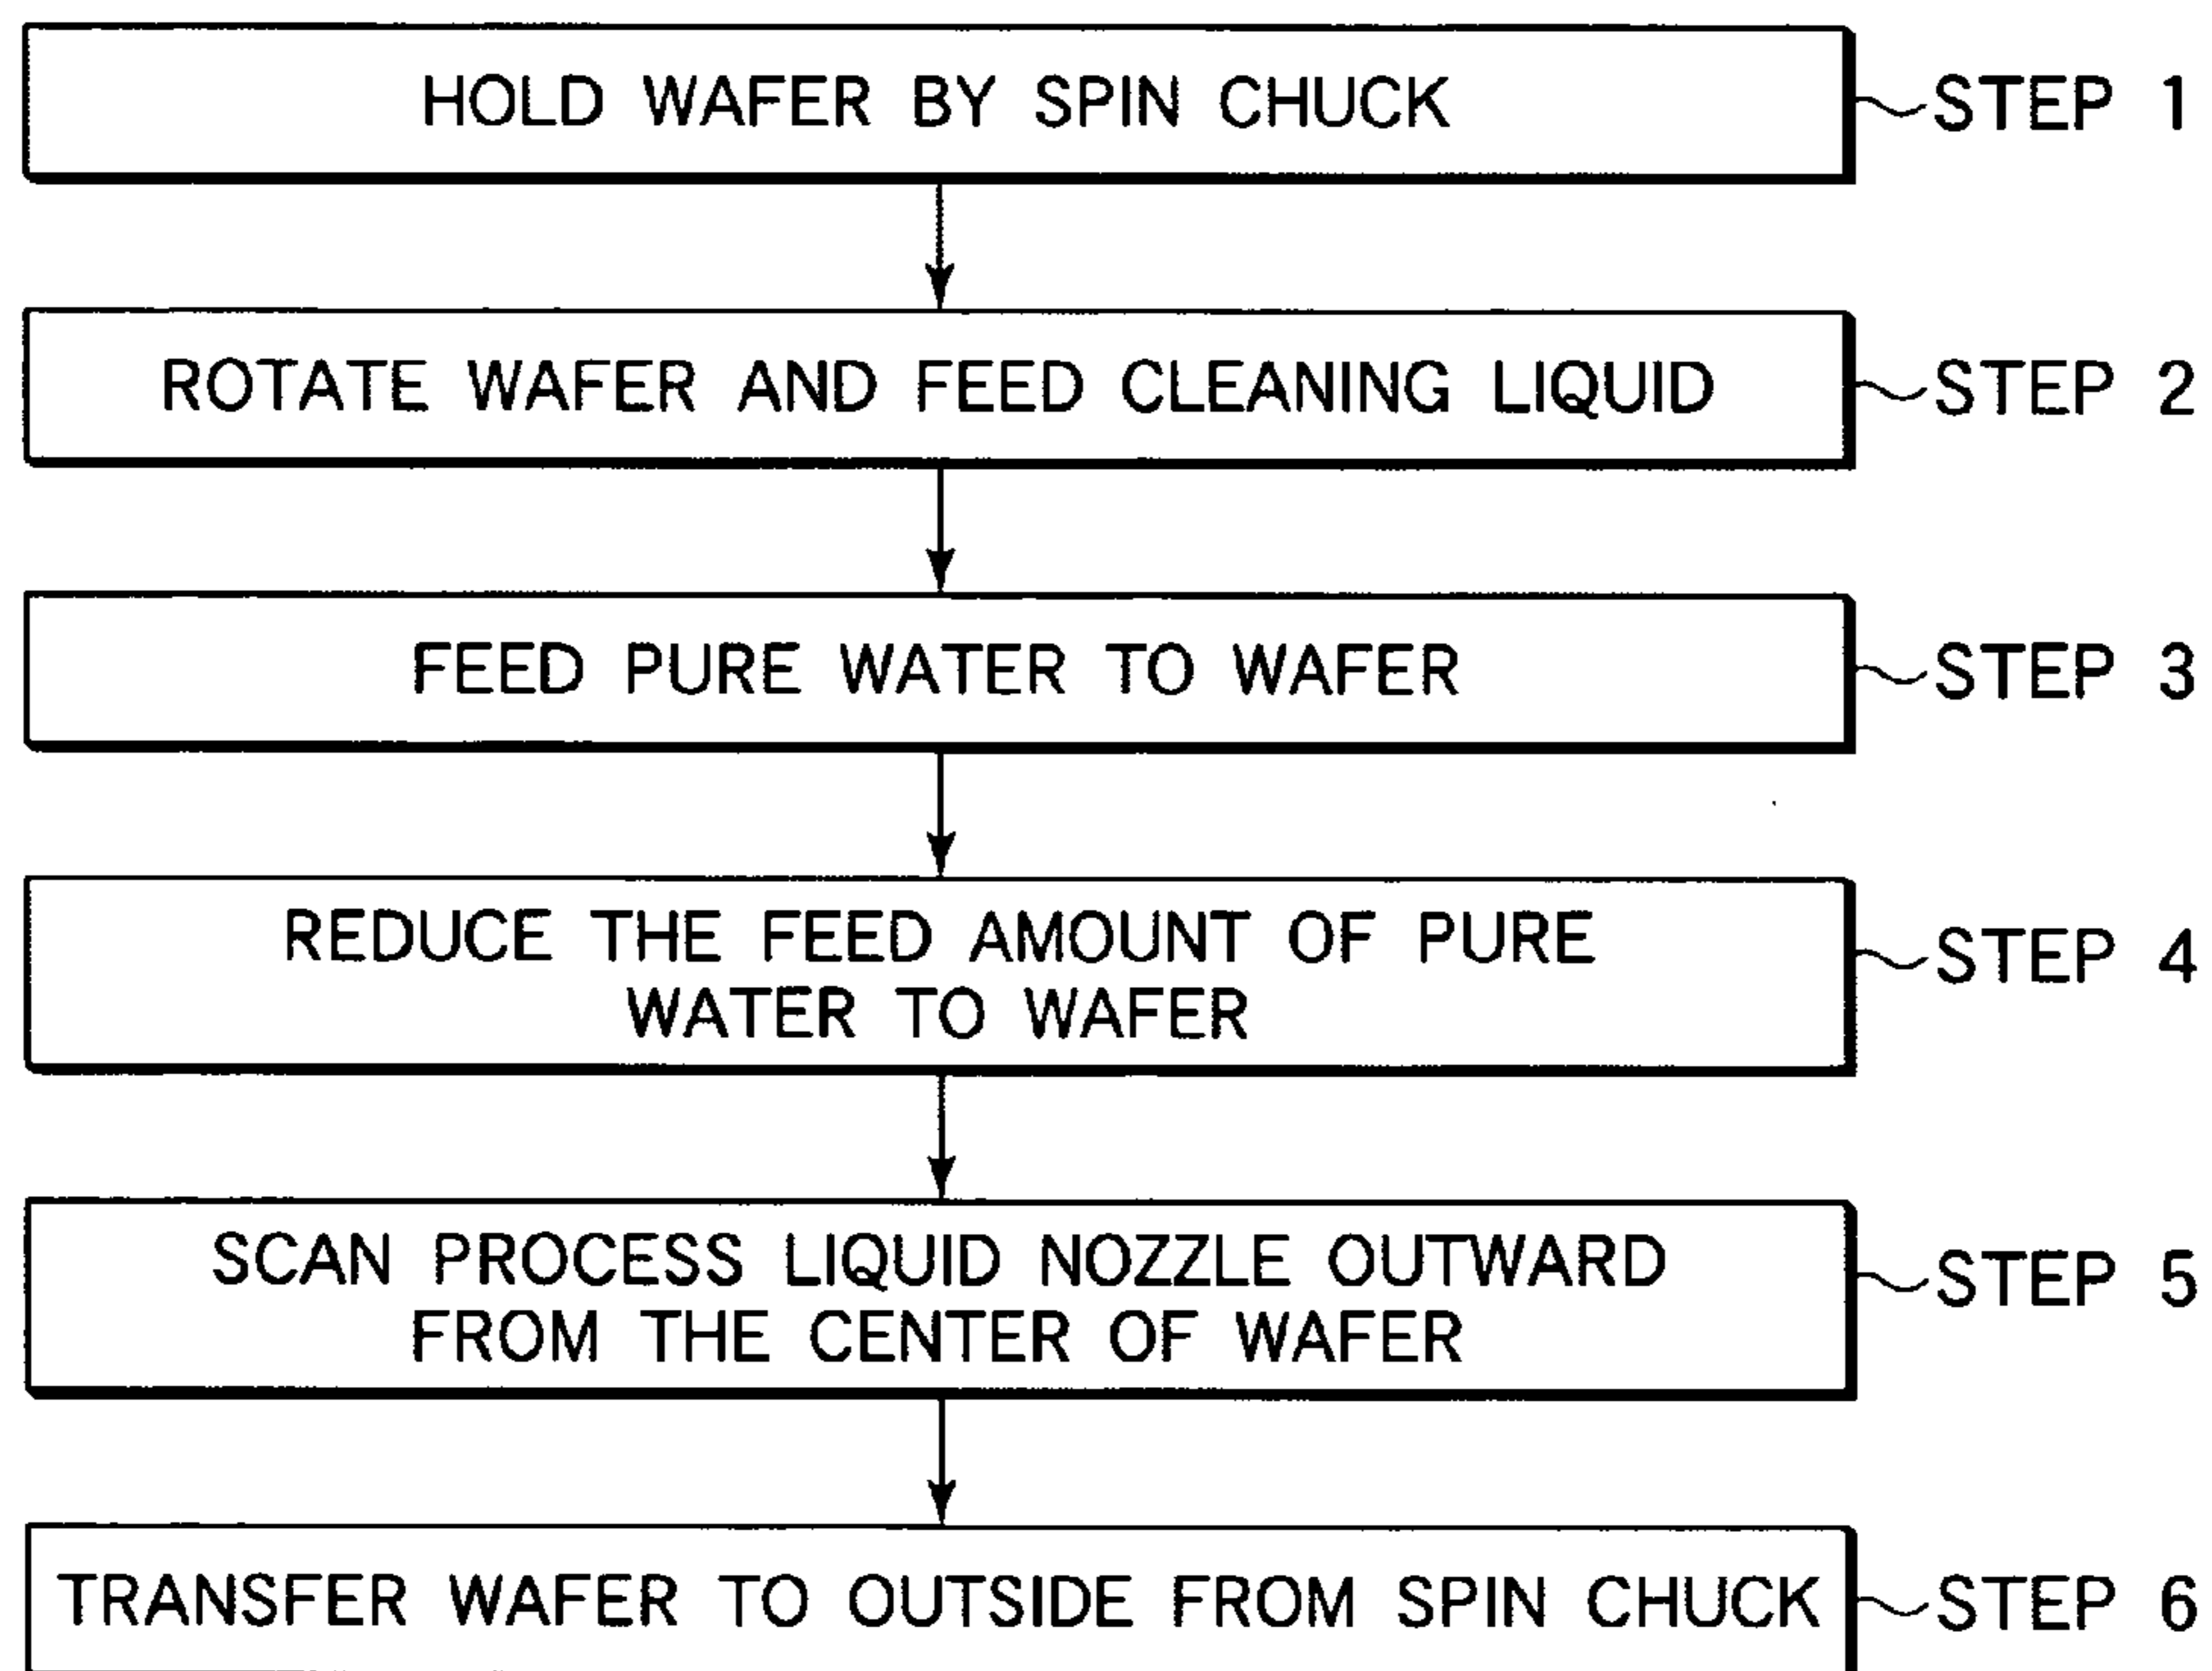 HOLD WAFER BY SPIN CHUCK
STEP 1
ROTATE WAFER AND FEED CLEANING LIQUID
STEP 2
FEED PURE WATER TO WAFER
STEP 3
REDUCE THE FEED AMOUNT OF PURE
WATER TO WAFER
STEP 4
SCAN PROCESS LIQUID NOZZLE OUTWARD
FROM THE CENTER OF WAFER
STEP 5
TRANSFER WAFER TO OUTSIDE FROM SPIN CHUCK
STEP 6